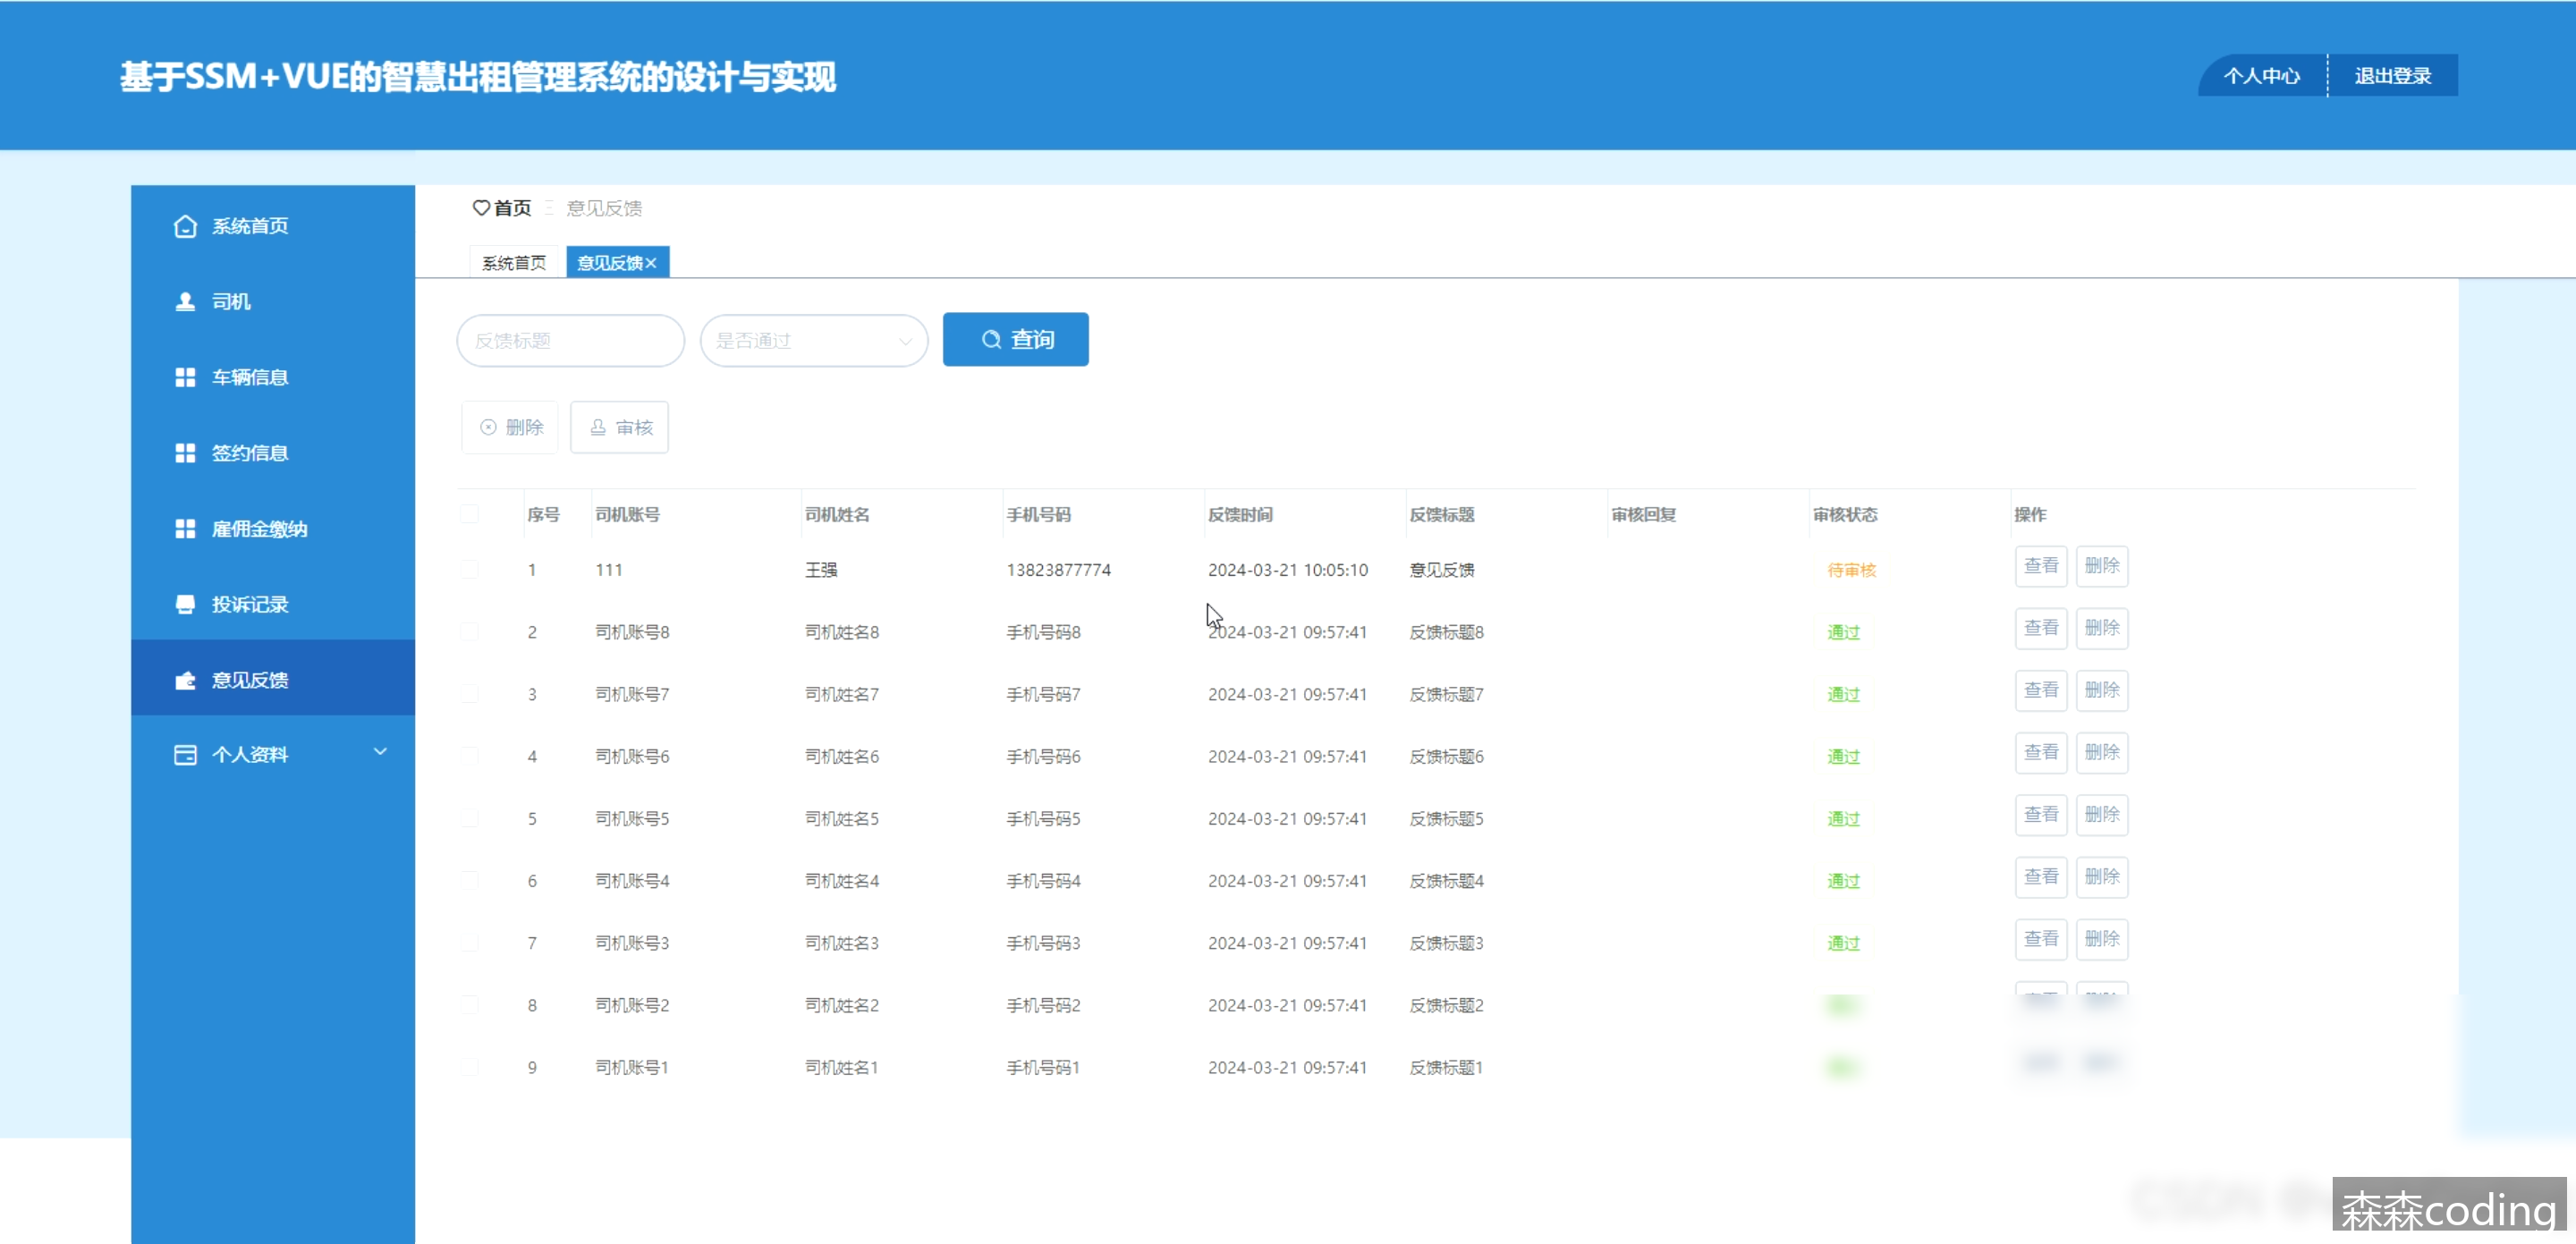 基于SSM+VUE的智慧出租管理系统的设计与实现
个人中心 退出登录
系统首页
司机
车辆信息
签约信息
雇佣金缴纳
投诉记录
意见反馈
个人资料
首页 意见反馈
系统首页 意见反馈
反馈标题 是否通过 查询
删除 审核
序号 司机账号 司机姓名 手机号码 反馈时间 反馈标题 审核回复 审核状态 操作
1 111 王强 13823877774 2024-03-21 10:05:10 意见反馈 待审核 查看 删除
2 司机账号8 司机姓名8 手机号码8 2024-03-21 09:57:41 反馈标题8 通过 查看 删除
3 司机账号7 司机姓名7 手机号码7 2024-03-21 09:57:41 反馈标题7 通过 查看 删除
4 司机账号6 司机姓名6 手机号码6 2024-03-21 09:57:41 反馈标题6 通过 查看 删除
5 司机账号5 司机姓名5 手机号码5 2024-03-21 09:57:41 反馈标题5 通过 查看 删除
6 司机账号4 司机姓名4 手机号码4 2024-03-21 09:57:41 反馈标题4 通过 查看 删除
7 司机账号3 司机姓名3 手机号码3 2024-03-21 09:57:41 反馈标题3 通过 查看 删除
8 司机账号2 司机姓名2 手机号码2 2024-03-21 09:57:41 反馈标题2
9 司机账号1 司机姓名1 手机号码1 2024-03-21 09:57:41 反馈标题1
森森coding